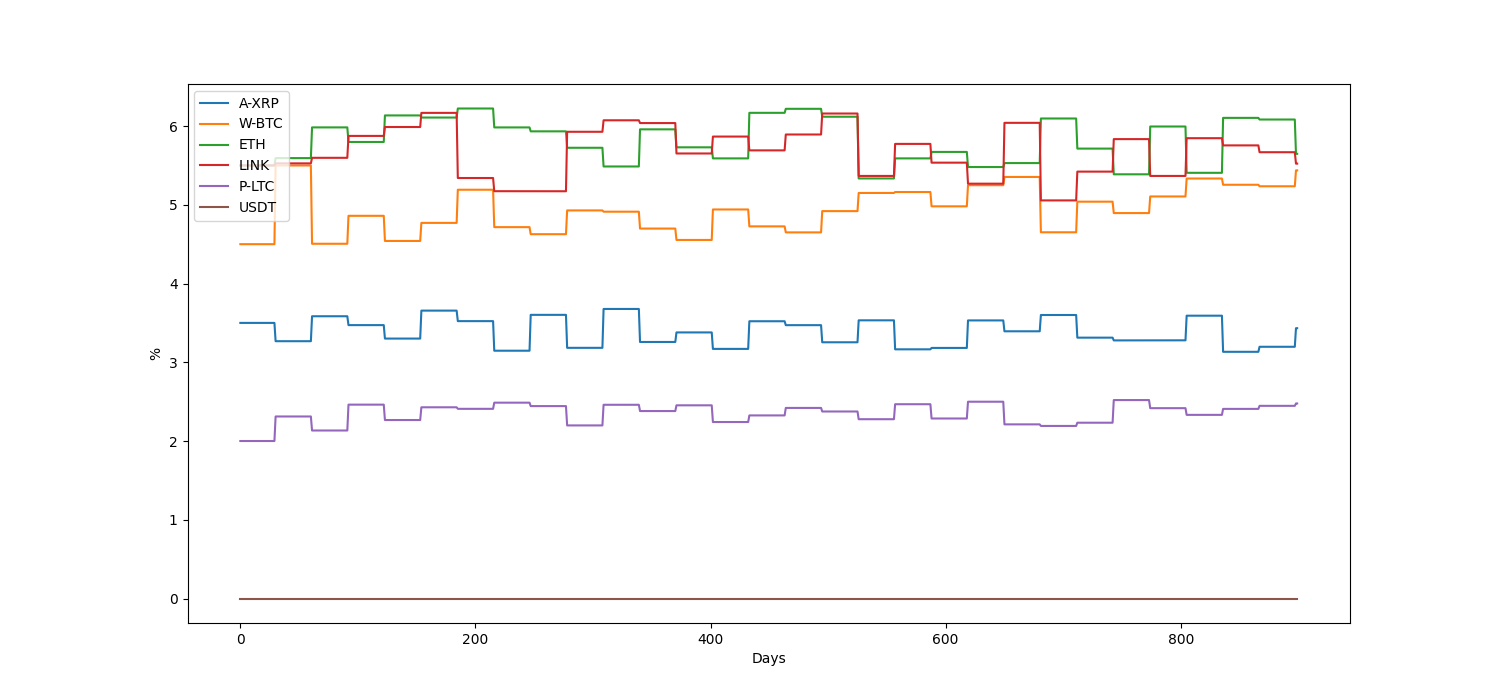 A-XRP
W-BTC
ETH
LINK
P-LTC
USDT
6
5
4
3
2
1
0
%
0 200 400 600 800
Days